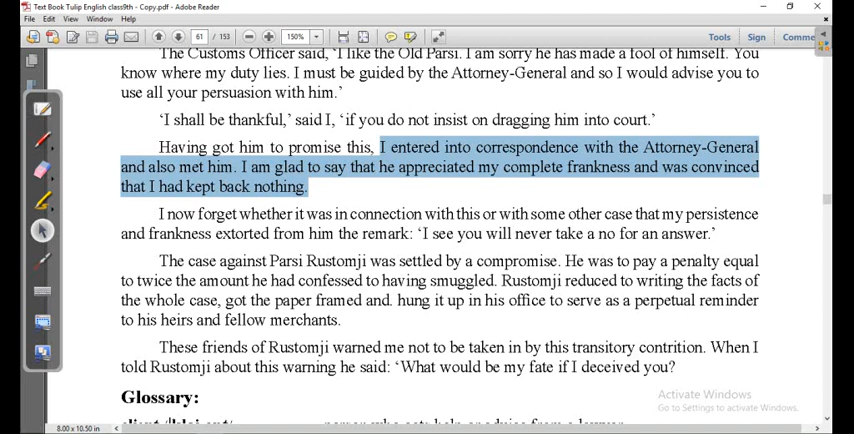 Text Book Tulip English class9th - Copy.pdf - Adobe Reader
File Edit View Window Help
61 / 153 150% Tools Sign Comme
The Customs Officer said, ‘I like the Old Parsi. I am sorry he has made a fool of himself. You
know where my duty lies. I must be guided by the Attorney-General and so I would advise you to
use all your persuasion with him.’
‘I shall be thankful,’ said I, ‘if you do not insist on dragging him into court.’
Having got him to promise this, I entered into correspondence with the Attorney-General
and also met him. I am glad to say that he appreciated my complete frankness and was convinced
that I had kept back nothing.
I now forget whether it was in connection with this or with some other case that my persistence
and frankness extorted from him the remark: ‘I see you will never take a no for an answer.’
The case against Parsi Rustomji was settled by a compromise. He was to pay a penalty equal
to twice the amount he had confessed to having smuggled. Rustomji reduced to writing the facts of
the whole case, got the paper framed and. hung it up in his office to serve as a perpetual reminder
to his heirs and fellow merchants.
These friends of Rustomji warned me not to be taken in by this transitory contrition. When I
told Rustomji about this warning he said: ‘What would be my fate if I deceived you?
Glossary:
Activate Windows
Go to Settings to activate Windows.
8.00 x 10.50 in